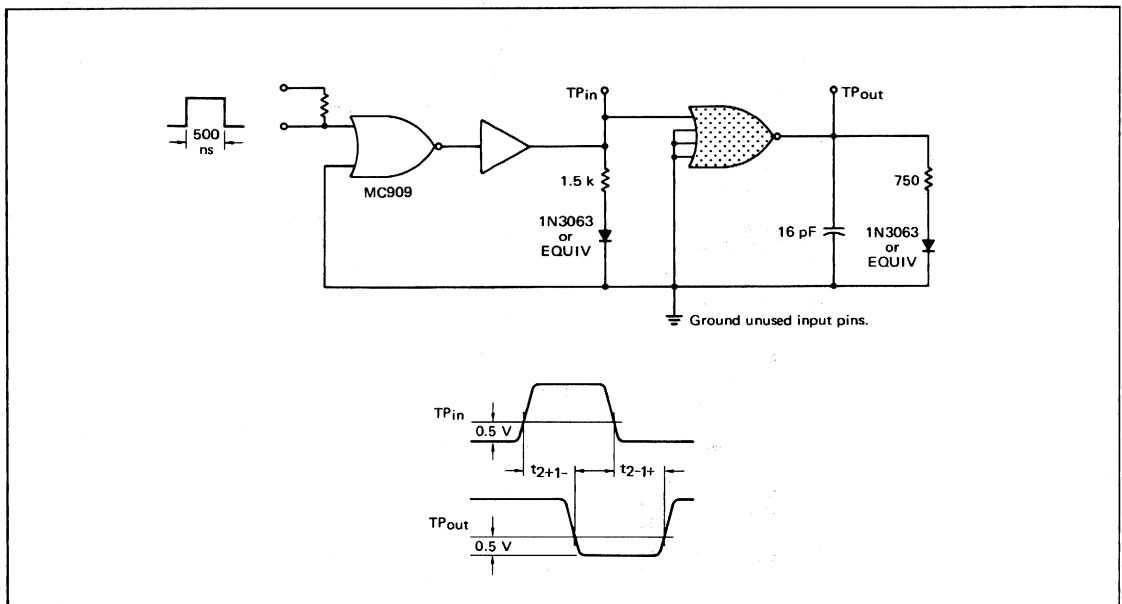 TPin
TPout
500
ns
MC909
1.5 k
1N3063
or
EQUIV
750
16 pF
1N3063
or
EQUIV
Ground unused input pins.
TPin
0.5 V
t2+1-
t2-1+
TPout
0.5 V